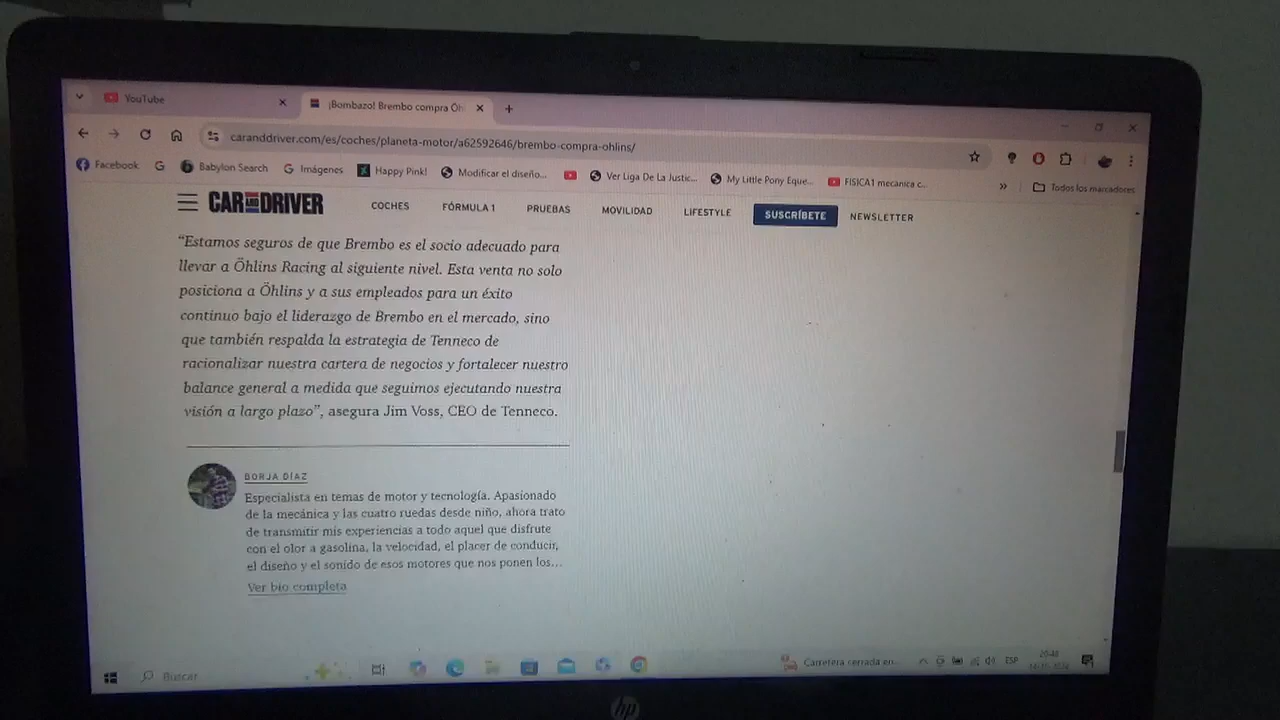 YouTube
¡Bombazo! Brembo compra Öh
caranddriver.com/es/coches/planeta-motor/a62592646/brembo-compra-ohlins/
Facebook Babylon Search Imágenes Happy Pink! Modificar el diseño... Ver Liga De La Justic... My Little Pony Eque... FISICA1 mecanica c... » Todos los marcadores
CAR AND DRIVER COCHES FÓRMULA 1 PRUEBAS MOVILIDAD LIFESTYLE SUSCRÍBETE NEWSLETTER
“Estamos seguros de que Brembo es el socio adecuado para
llevar a Öhlins Racing al siguiente nivel. Esta venta no solo
posiciona a Öhlins y a sus empleados para un éxito
continuo bajo el liderazgo de Brembo en el mercado, sino
que también respalda la estrategia de Tenneco de
racionalizar nuestra cartera de negocios y fortalecer nuestro
balance general a medida que seguimos ejecutando nuestra
visión a largo plazo”, asegura Jim Voss, CEO de Tenneco.
BORJA DÍAZ
Especialista en temas de motor y tecnología. Apasionado
de la mecánica y las cuatro ruedas desde niño, ahora trato
de transmitir mis experiencias a todo aquel que disfrute
con el olor a gasolina, la velocidad, el placer de conducir,
el diseño y el sonido de esos motores que nos ponen los...
Ver bio completa
Buscar
Carretera cerrada en...
ESP
hp